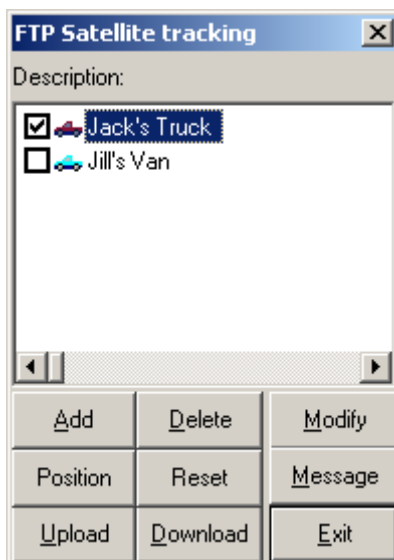 FTP Satellite tracking
Description:
Jack's Truck
Jill's Van
Add Delete Modify
Position Reset Message
Upload Download Exit